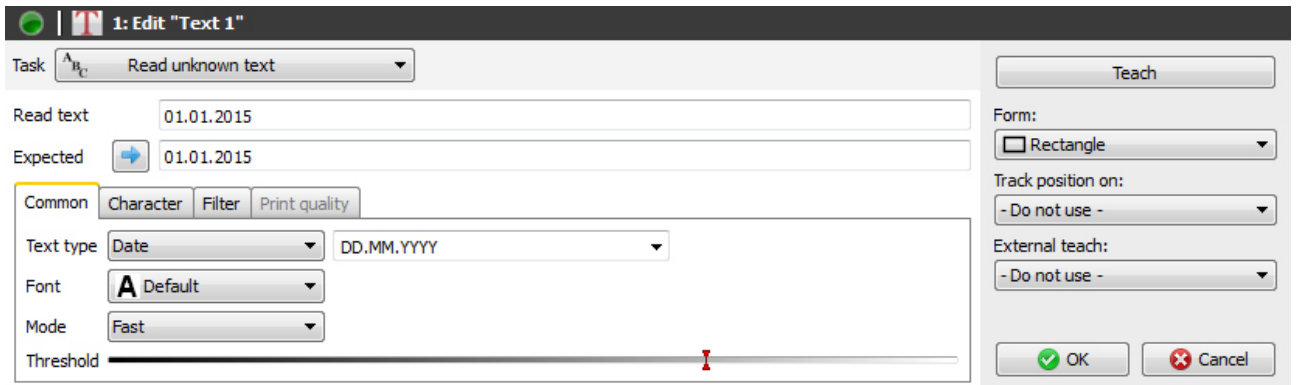 1: Edit "Text 1"
Task ABC Read unknown text
Read text 01.01.2015
Expected 01.01.2015
Common Character Filter Print quality
Text type Date DD.MM.YYYY
Font A Default
Mode Fast
Threshold
Teach
Form:
Rectangle
Track position on:
- Do not use -
External teach:
- Do not use -
OK Cancel